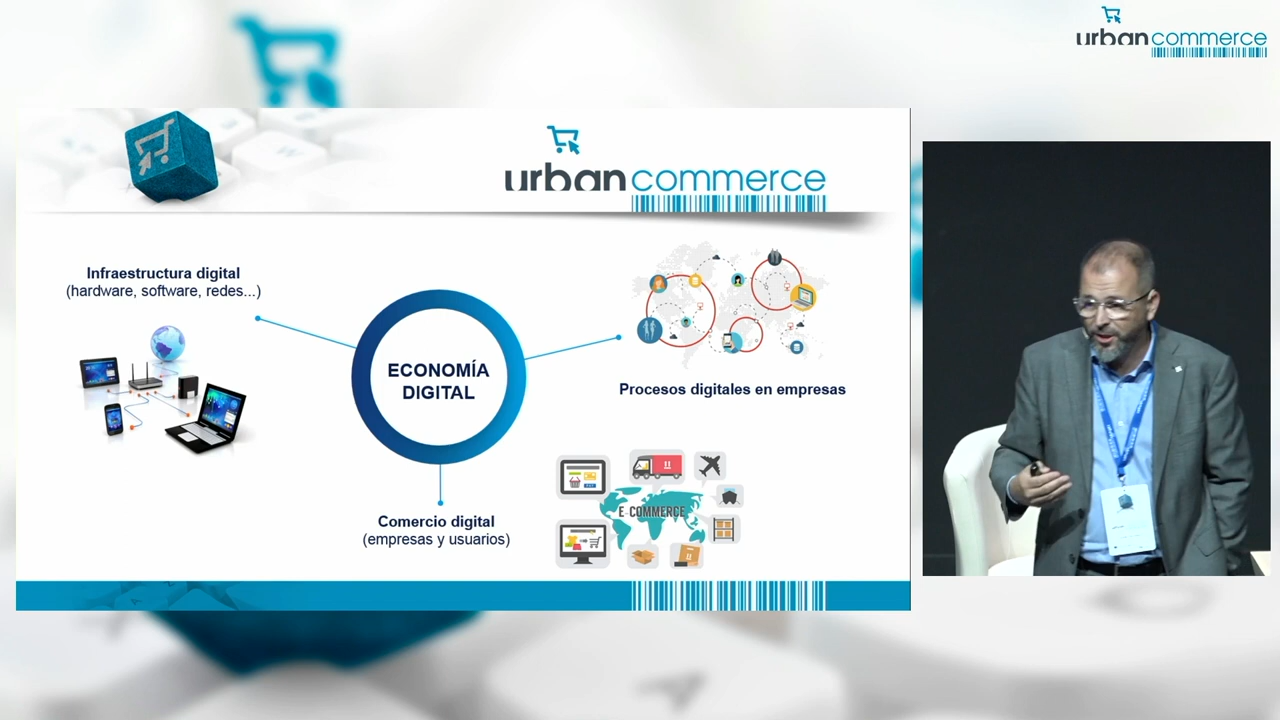 urbancommerce
urbancommerce
Infraestructura digital
(hardware, software, redes...)
ECONOMÍA
DIGITAL
Procesos digitales en empresas
Comercio digital
(empresas y usuarios)
E-COMMERCE